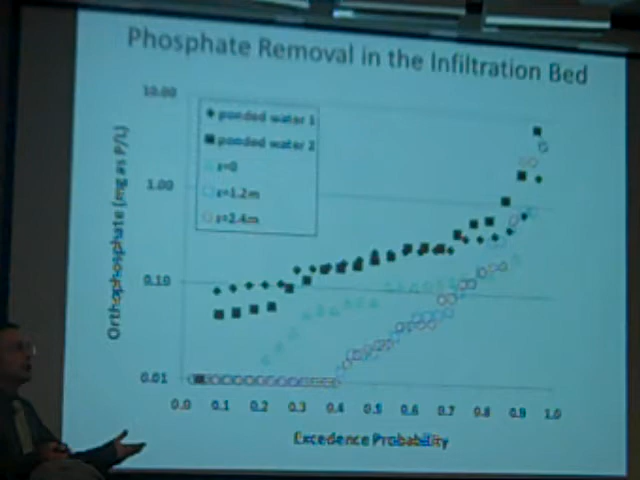 Phosphate Removal in the Infiltration Bed
10.00
ponded water 1
ponded water 2
z=0
z=1.2m
z=2.4m
1.00
0.10
0.01
Orthophosphate (mg as P/L)
0.0 0.1 0.2 0.3 0.4 0.5 0.6 0.7 0.8 0.9 1.0
Excedence Probability